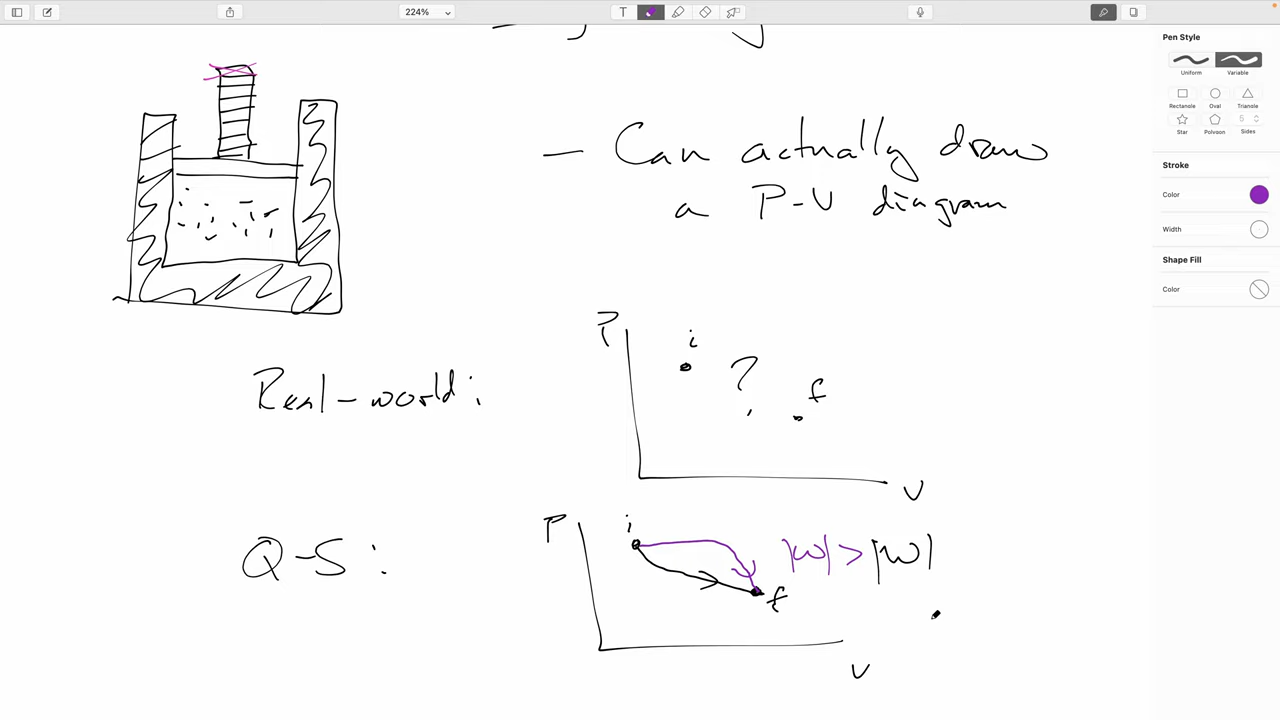 224%
T
Pen Style
Uniform
Variable
Rectangle
Oval
Triangle
Star
Polygon
5
Sides
Stroke
Color
Width
Shape Fill
Color
— Can actually draw
a P-V diagram
Real-world:
P
i
?
f
V
Q-S:
P
i
|W| > |W|
f
V